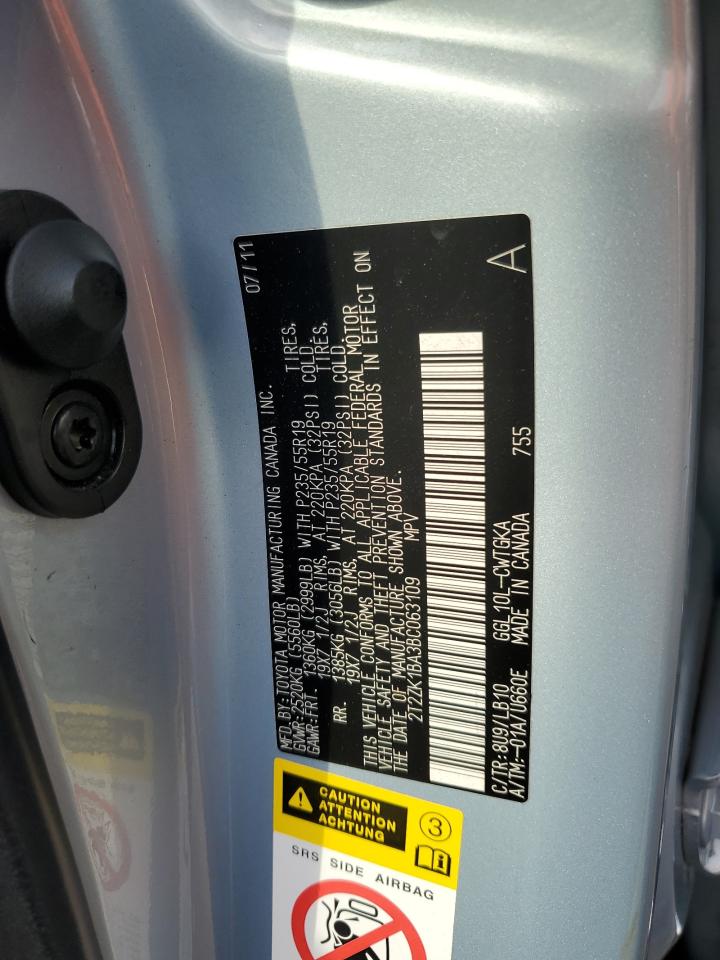 MFD. BY: TOYOTA MOTOR MANUFACTURING CANADA INC. 07/11
GVWR: 2520KG (5560LB)
GAWR: FRT. 1360KG (2999LB) WITH P235/55R19 TIRES,
19X7 1/2J RIMS, AT 220KPA (32PSI) COLD.
RR. 1385KG (3056LB) WITH P235/55R19 TIRES,
19X7 1/2J RIMS, AT 220KPA (32PSI) COLD.
THIS VEHICLE CONFORMS TO ALL APPLICABLE FEDERAL MOTOR
VEHICLE SAFETY AND THEFT PREVENTION STANDARDS IN EFFECT ON
THE DATE OF MANUFACTURE SHOWN ABOVE.
2T2ZK1BA3BC063109 MPV
C/TR: 8Q9/LB10 GGL10L-CWTGKA
A/TM: -01A/U660E MADE IN CANADA 755 A
CAUTION
ATTENTION
ACHTUNG
3
i
SRS SIDE AIRBAG